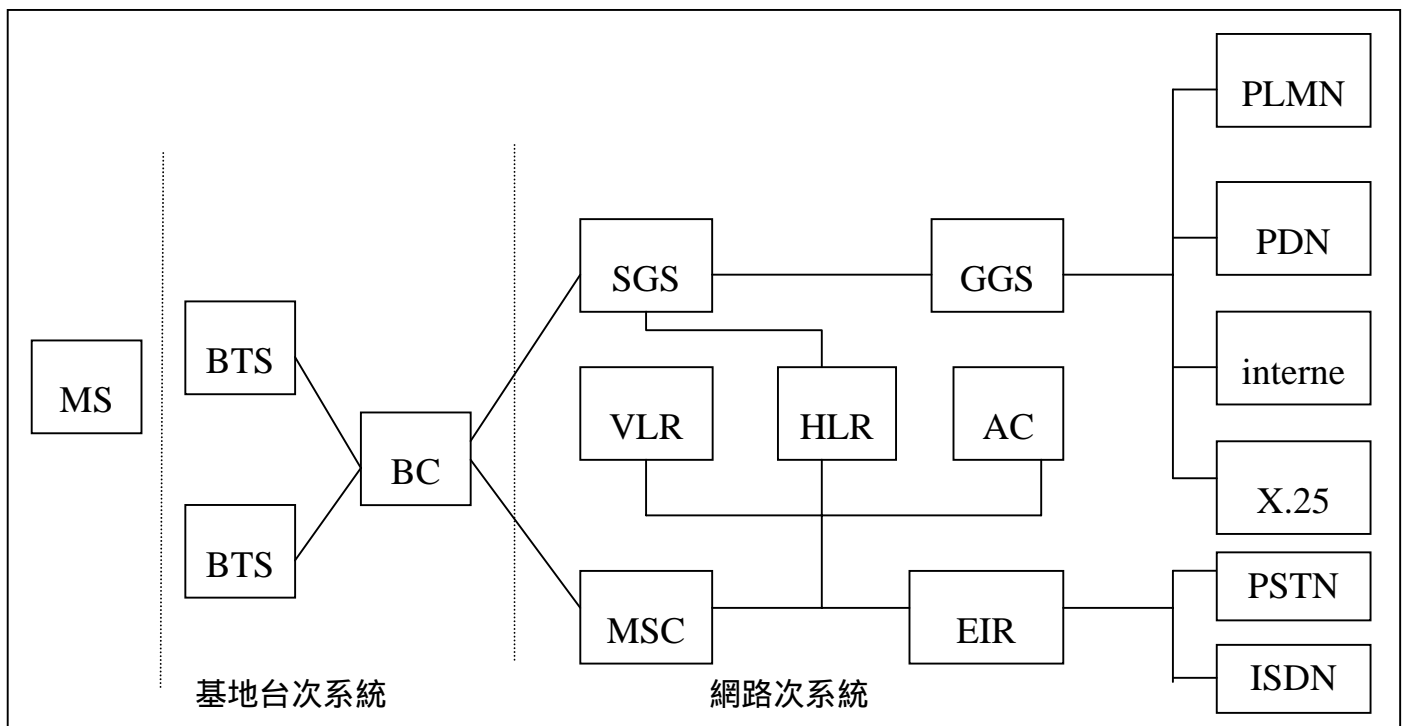 PLMN
PDN
SGS
GGS
BTS
interne
MS
VLR
HLR
AC
BC
X.25
BTS
PSTN
MSC
EIR
ISDN
基地台次系統
網路次系統